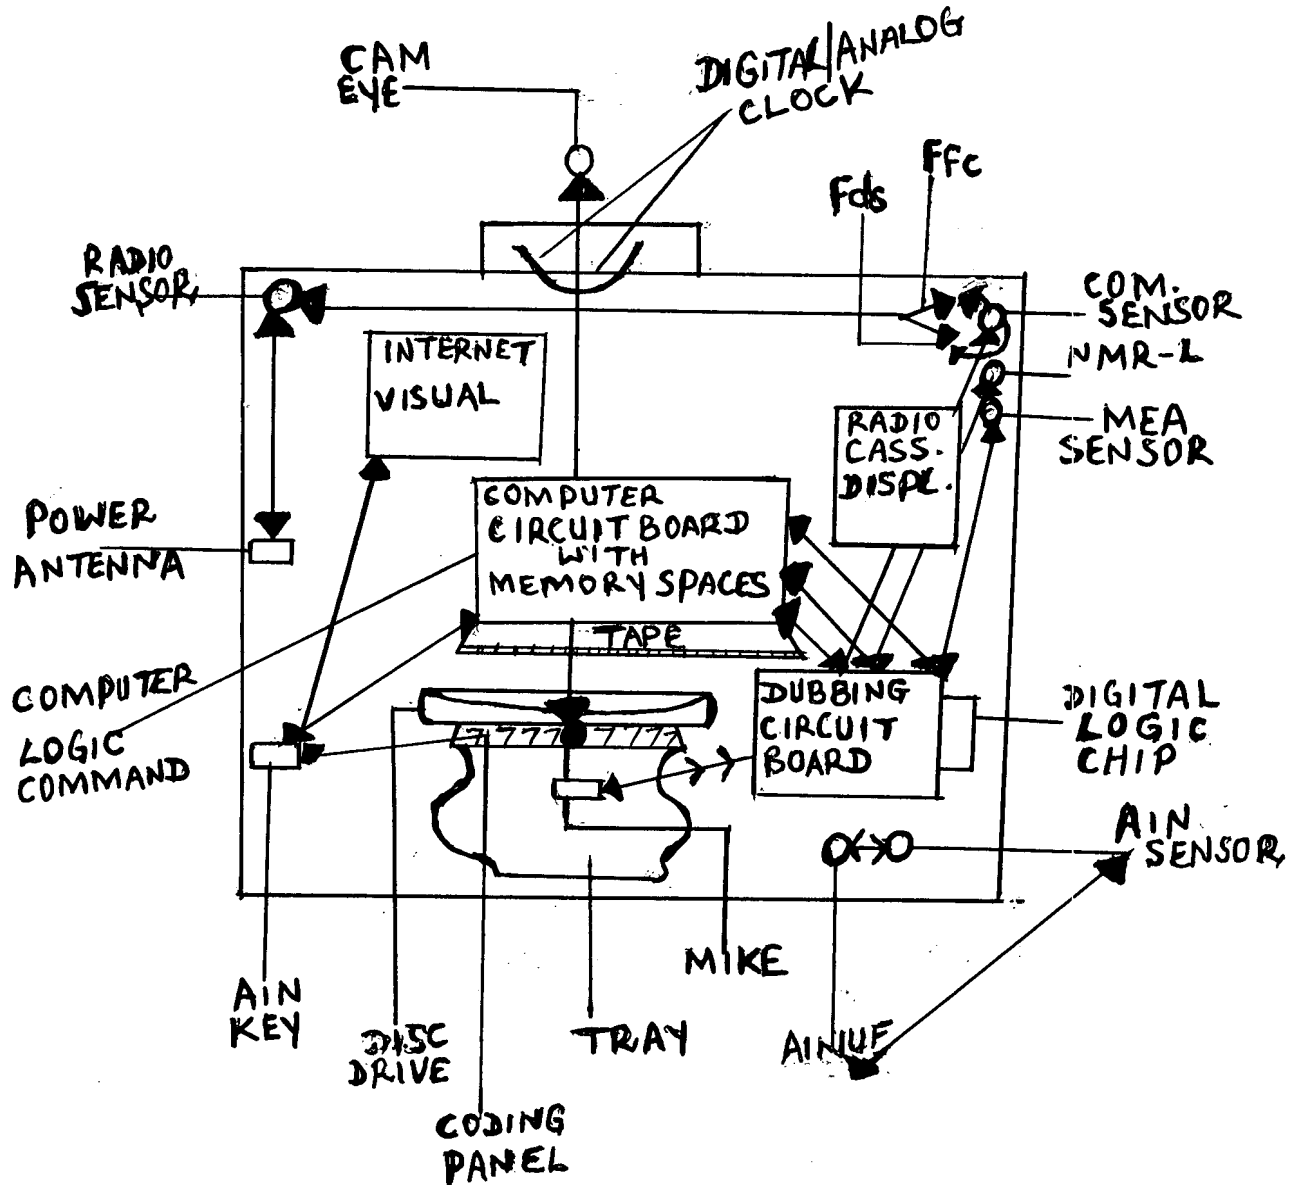 CAM
EYE
DIGITAL/ANALOG
CLOCK
Ffc
Fds
RADIO
SENSOR
COM.
SENSOR
NMR-L
MEA
SENSOR
INTERNET
VISUAL
RADIO
CASS.
DISPL.
COMPUTER
CIRCUIT BOARD
WITH
MEMORY SPACES
TAPE
POWER
ANTENNA
COMPUTER
LOGIC
COMMAND
DUBBING
CIRCUIT
BOARD
DIGITAL
LOGIC
CHIP
AIN
SENSOR
MIKE
AIN
KEY
DISC
DRIVE
TRAY
AINUF
CODING
PANEL